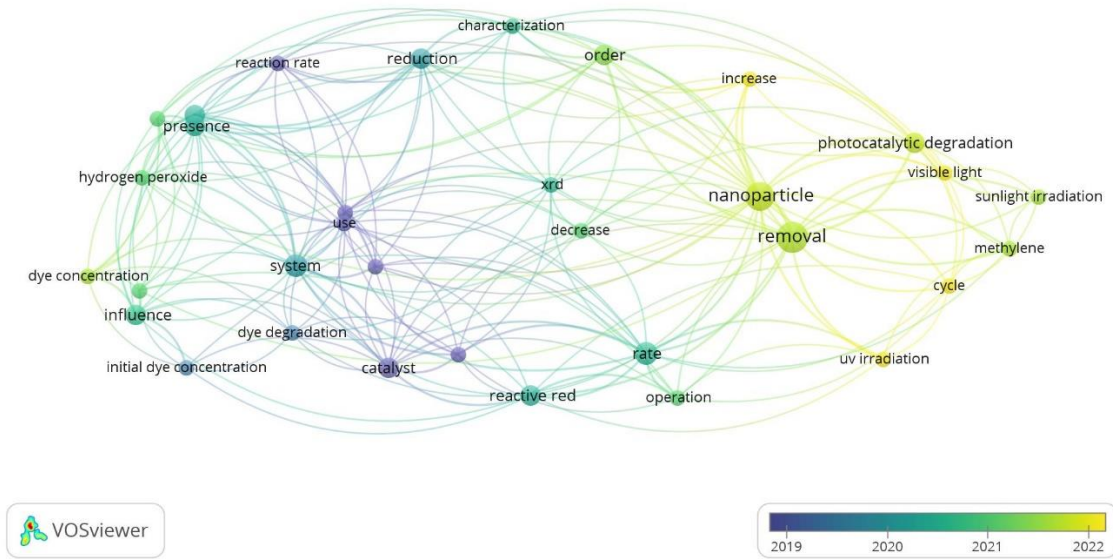 characterization
order
reduction
reaction rate
increase
presence
photocatalytic degradation
visible light
hydrogen peroxide
xrd
nanoparticle
sunlight irradiation
use
decrease
removal
methylene
system
dye concentration
cycle
influence
dye degradation
uv irradiation
rate
initial dye concentration
catalyst
reactive red
operation
VOSviewer
2019 2020 2021 2022